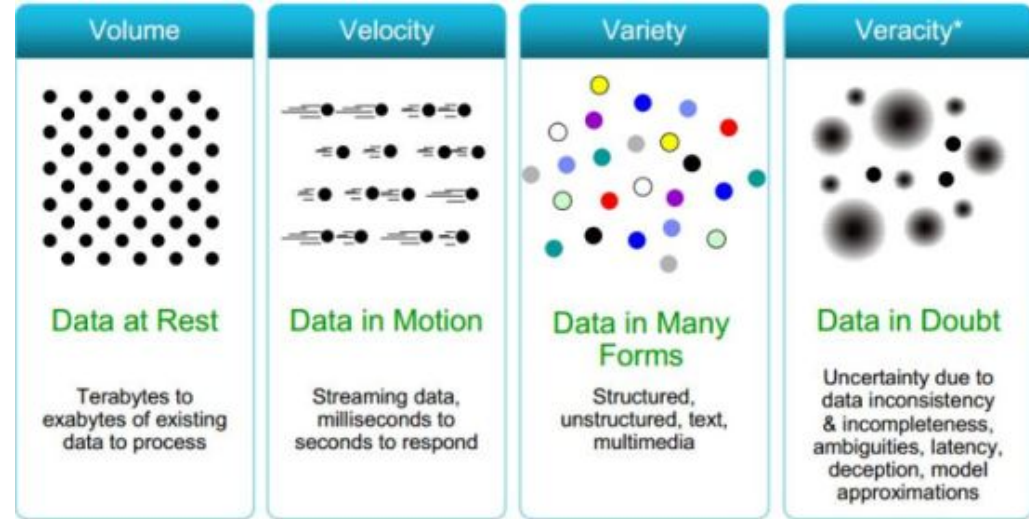 Volume
Data at Rest
Terabytes to
exabytes of existing
data to process
Velocity
Data in Motion
Streaming data,
milliseconds to
seconds to respond
Variety
Data in Many
Forms
Structured,
unstructured, text,
multimedia
Veracity*
Data in Doubt
Uncertainty due to
data inconsistency
& incompleteness,
ambiguities, latency,
deception, model
approximations